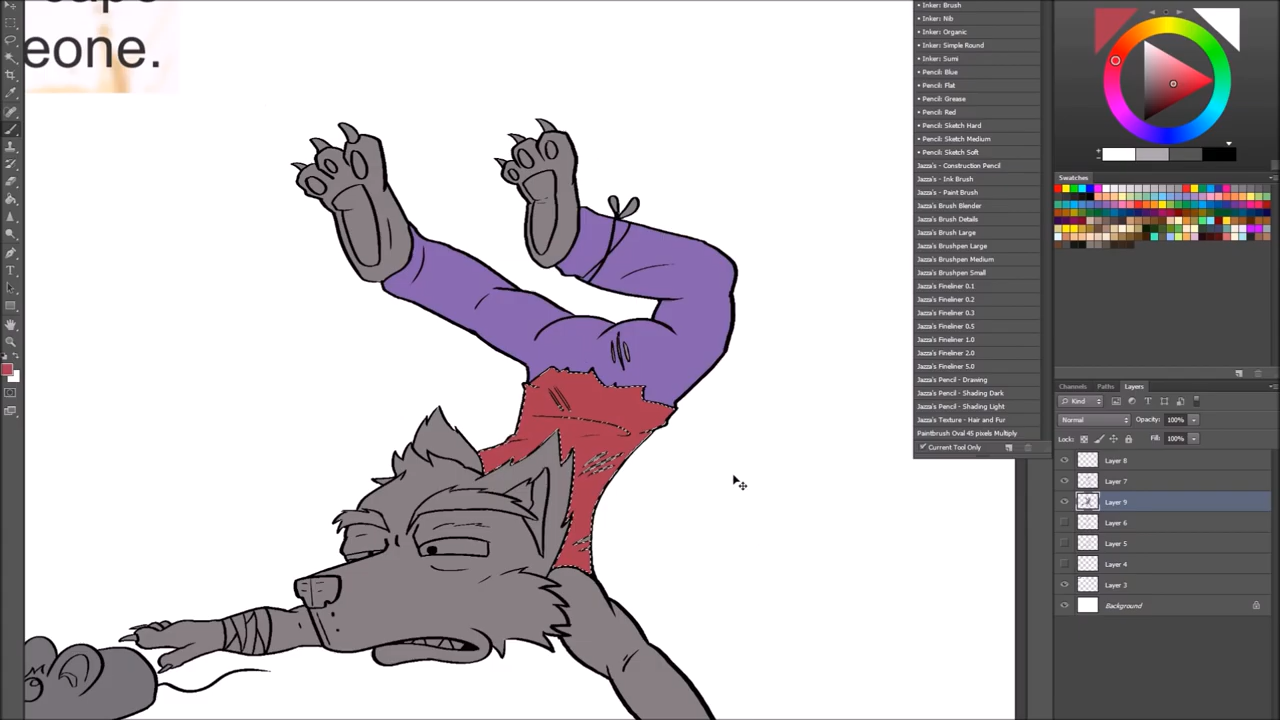 eone.
• Inker: Brush
• Inker: Nib
• Inker: Organic
• Inker: Simple Round
• Inker: Sumi
• Pencil: Blue
• Pencil: Flat
• Pencil: Grease
• Pencil: Red
• Pencil: Sketch Hard
• Pencil: Sketch Medium
• Pencil: Sketch Soft
Jazza's - Construction Pencil
Jazza's - Ink Brush
Jazza's - Paint Brush
Jazza's Brush Blender
Jazza's Brush Details
Jazza's Brush Large
Jazza's Brushpen Large
Jazza's Brushpen Medium
Jazza's Brushpen Small
Jazza's Fineliner 0.1
Jazza's Fineliner 0.2
Jazza's Fineliner 0.3
Jazza's Fineliner 0.5
Jazza's Fineliner 1.0
Jazza's Fineliner 2.0
Jazza's Fineliner 5.0
Jazza's Pencil - Drawing
Jazza's Pencil - Shading Dark
Jazza's Pencil - Shading Light
Jazza's Texture - Hair and Fur
Paintbrush Oval 45 pixels Multiply
Current Tool Only
Swatches
Channels Paths Layers
Kind
Normal Opacity: 100%
Lock: Fill: 100%
Layer 8
Layer 7
Layer 9
Layer 6
Layer 5
Layer 4
Layer 3
Background